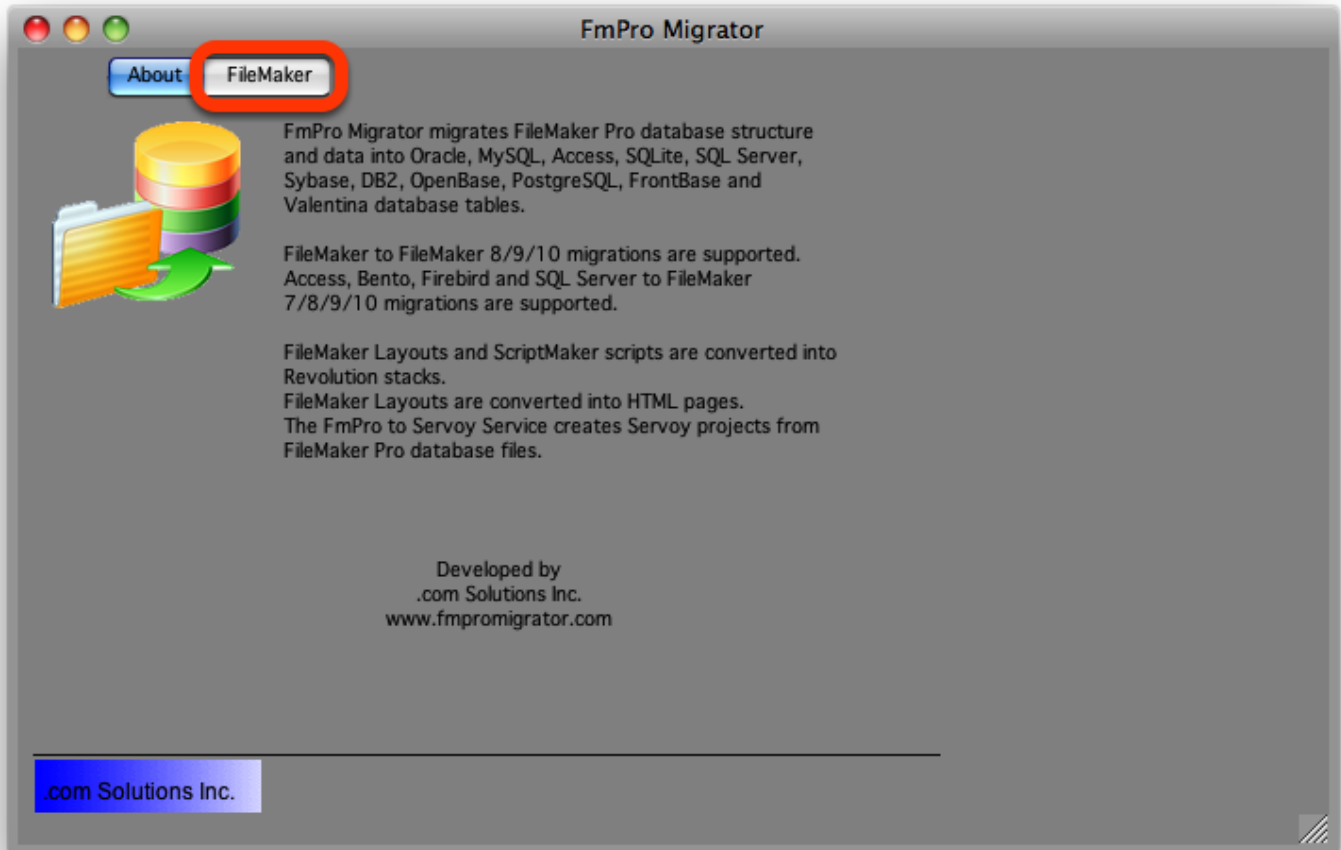 FmPro Migrator
About
FileMaker
FmPro Migrator migrates FileMaker Pro database structure
and data into Oracle, MySQL, Access, SQLite, SQL Server,
Sybase, DB2, OpenBase, PostgreSQL, FrontBase and
Valentina database tables.
FileMaker to FileMaker 8/9/10 migrations are supported.
Access, Bento, Firebird and SQL Server to FileMaker
7/8/9/10 migrations are supported.
FileMaker Layouts and ScriptMaker scripts are converted into
Revolution stacks.
FileMaker Layouts are converted into HTML pages.
The FmPro to Servoy Service creates Servoy projects from
FileMaker Pro database files.
Developed by
.com Solutions Inc.
www.fmpromigrator.com
.com Solutions Inc.